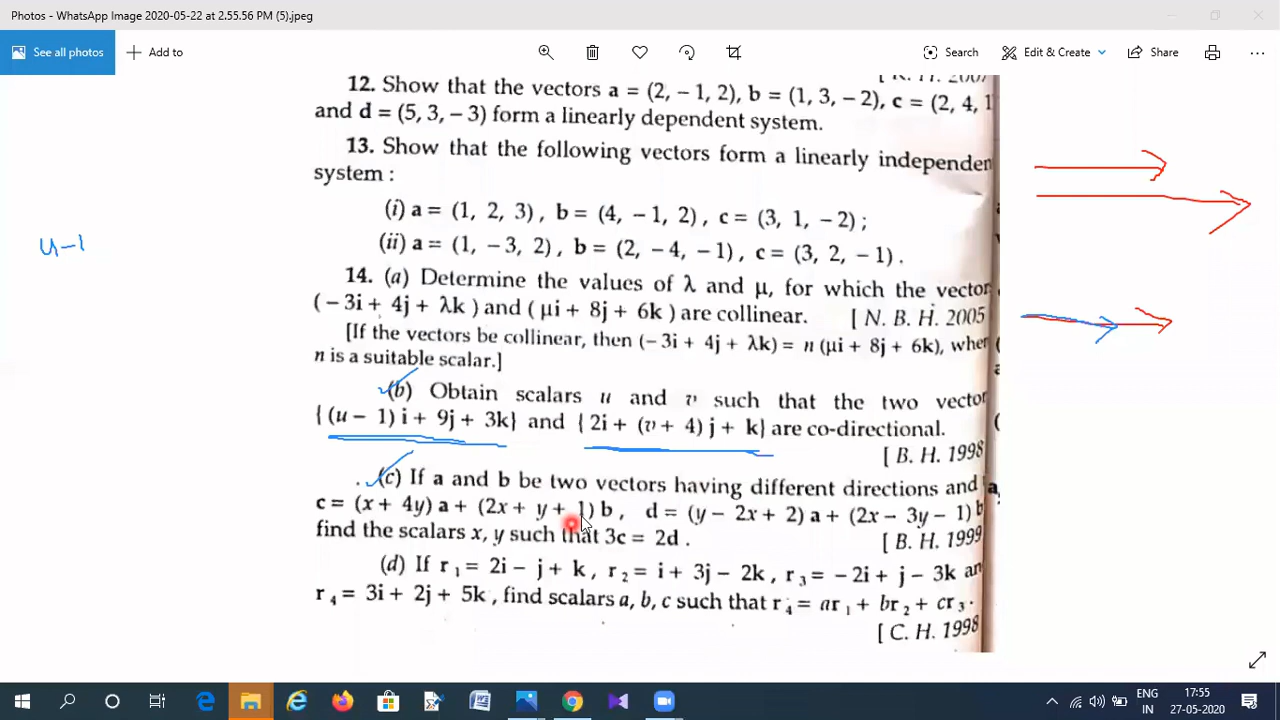 Photos - WhatsApp Image 2020-05-22 at 2.55.56 PM (5).jpeg
See all photos
Add to
Search
Edit & Create
Share
12. Show that the vectors a = (2, − 1, 2), b = (1, 3, − 2), c = (2, 4, 1
and d = (5, 3, − 3) form a linearly dependent system.
13. Show that the following vectors form a linearly independen
system :
(i) a = (1, 2, 3), b = (4, − 1, 2), c = (3, 1, − 2) ;
(ii) a = (1, − 3, 2), b = (2, − 4, − 1), c = (3, 2, − 1) .
u-1
14. (a) Determine the values of λ and μ, for which the vector
(− 3i + 4j + λk ) and ( μi + 8j + 6k ) are collinear. [ N. B. H. 2005
[If the vectors be collinear, then (− 3i + 4j + λk) = n (μi + 8j + 6k), wher
n is a suitable scalar.]
(b) Obtain scalars u and v such that the two vector
{ (u − 1) i + 9j + 3k} and { 2i + (v + 4) j + k} are co-directional.
[ B. H. 1998
(c) If a and b be two vectors having different directions and
c = (x + 4y) a + (2x + y + 1) b, d = (y − 2x + 2) a + (2x − 3y − 1) b
find the scalars x, y such that 3c = 2d . [ B. H. 1999
(d) If r₁ = 2i − j + k , r₂ = i + 3j − 2k , r₃ = − 2i + j − 3k an
r₄ = 3i + 2j + 5k , find scalars a, b, c such that r₄ = ar₁ + br₂ + cr₃.
[ C. H. 1998
ENG
IN
17:55
27-05-2020